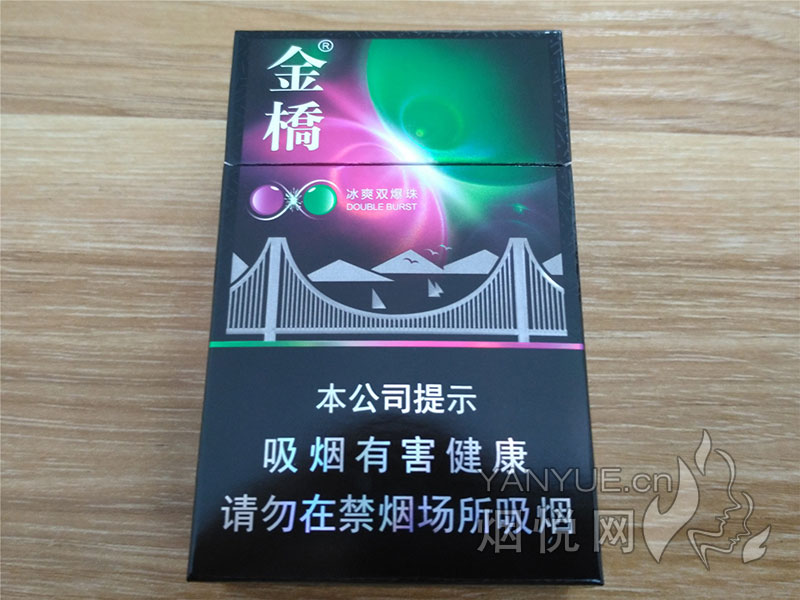 金橋®
冰爽双爆珠
DOUBLE BURST
本公司提示
吸烟有害健康
请勿在禁烟场所吸烟
YANYUE.cn
烟悦网